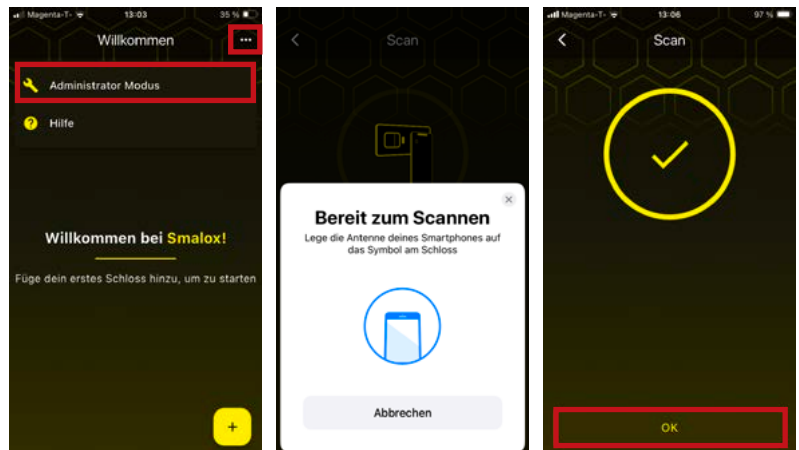 Magenta-T- 13:03 35 %
Willkommen
Administrator Modus
Hilfe
Willkommen bei Smalox!
Füge dein erstes Schloss hinzu, um zu starten
+
Scan
Bereit zum Scannen
Lege die Antenne deines Smartphones auf
das Symbol am Schloss
Abbrechen
Magenta-T- 13:06 97 %
Scan
OK